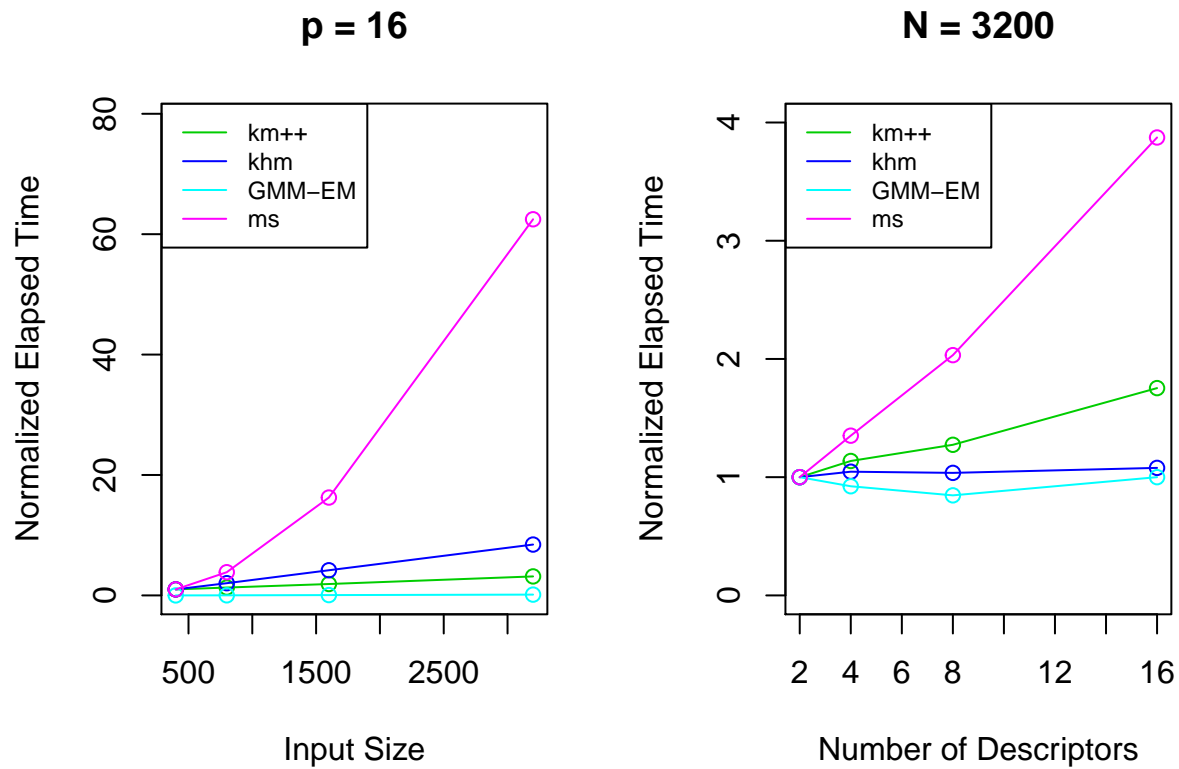 p = 16
km++
khm
GMM−EM
ms
Normalized Elapsed Time
0
20
40
60
80
500
1500
2500
Input Size
N = 3200
km++
khm
GMM−EM
ms
Normalized Elapsed Time
0
1
2
3
4
2
4
6
8
12
16
Number of Descriptors